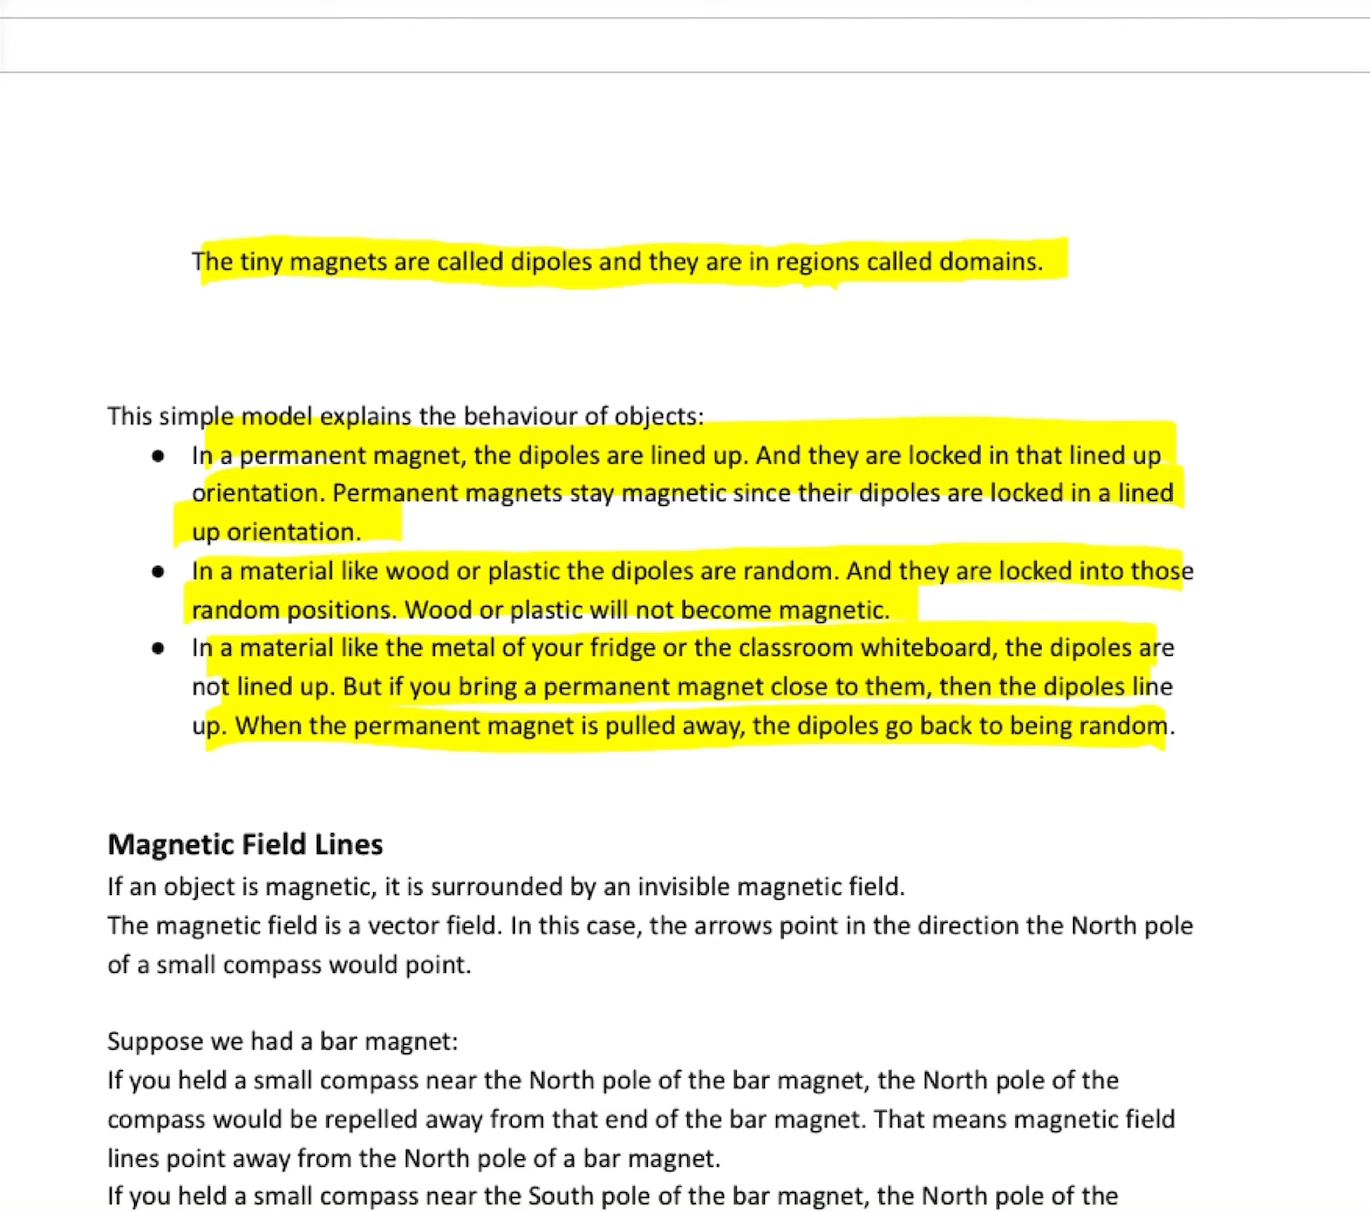 The tiny magnets are called dipoles and they are in regions called domains.
This simple model explains the behaviour of objects:
● In a permanent magnet, the dipoles are lined up. And they are locked in that lined up
orientation. Permanent magnets stay magnetic since their dipoles are locked in a lined
up orientation.
● In a material like wood or plastic the dipoles are random. And they are locked into those
random positions. Wood or plastic will not become magnetic.
● In a material like the metal of your fridge or the classroom whiteboard, the dipoles are
not lined up. But if you bring a permanent magnet close to them, then the dipoles line
up. When the permanent magnet is pulled away, the dipoles go back to being random.
Magnetic Field Lines
If an object is magnetic, it is surrounded by an invisible magnetic field.
The magnetic field is a vector field. In this case, the arrows point in the direction the North pole
of a small compass would point.
Suppose we had a bar magnet:
If you held a small compass near the North pole of the bar magnet, the North pole of the
compass would be repelled away from that end of the bar magnet. That means magnetic field
lines point away from the North pole of a bar magnet.
If you held a small compass near the South pole of the bar magnet, the North pole of the